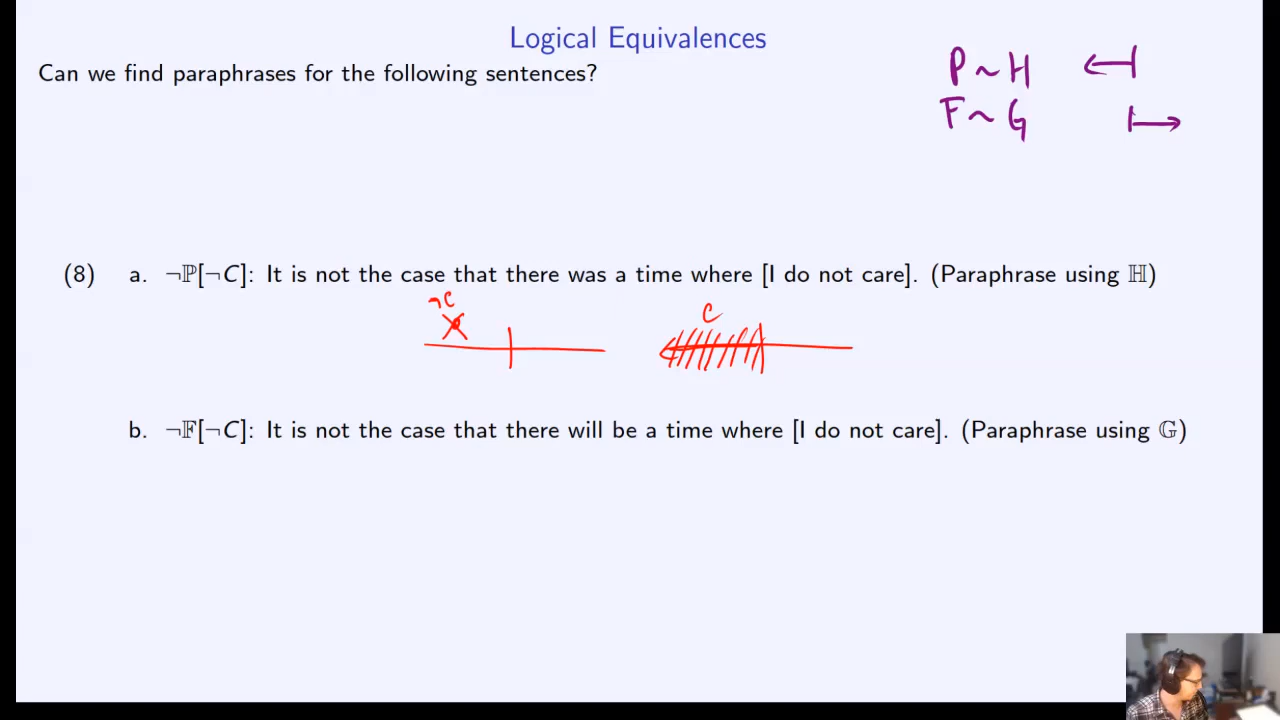 Logical Equivalences
Can we find paraphrases for the following sentences?
P ~ H
F ~ G
(8) a. ¬ℙ[¬C]: It is not the case that there was a time where [I do not care]. (Paraphrase using ℍ)
¬C
C
b. ¬𝔽[¬C]: It is not the case that there will be a time where [I do not care]. (Paraphrase using 𝔾)